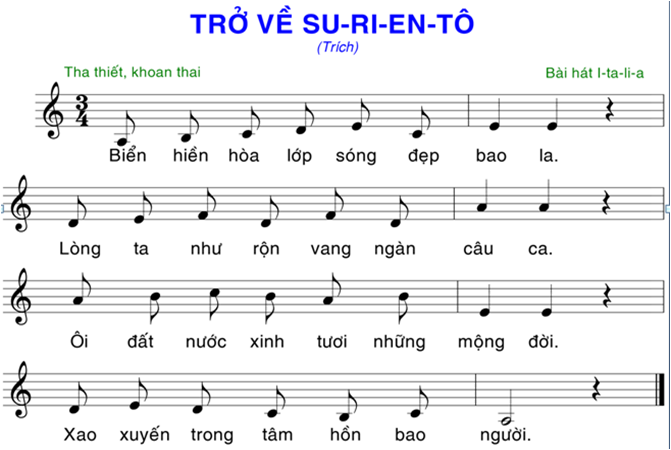 TRỞ VỀ SU-RI-EN-TÔ
(Trích)
Tha thiết, khoan thai
Bài hát I-ta-li-a
3
4
Biển hiền hòa lớp sóng đẹp bao la.
Lòng ta như rộn vang ngàn câu ca.
Ôi đất nước xinh tươi những mộng đời.
Xao xuyến trong tâm hồn bao người.